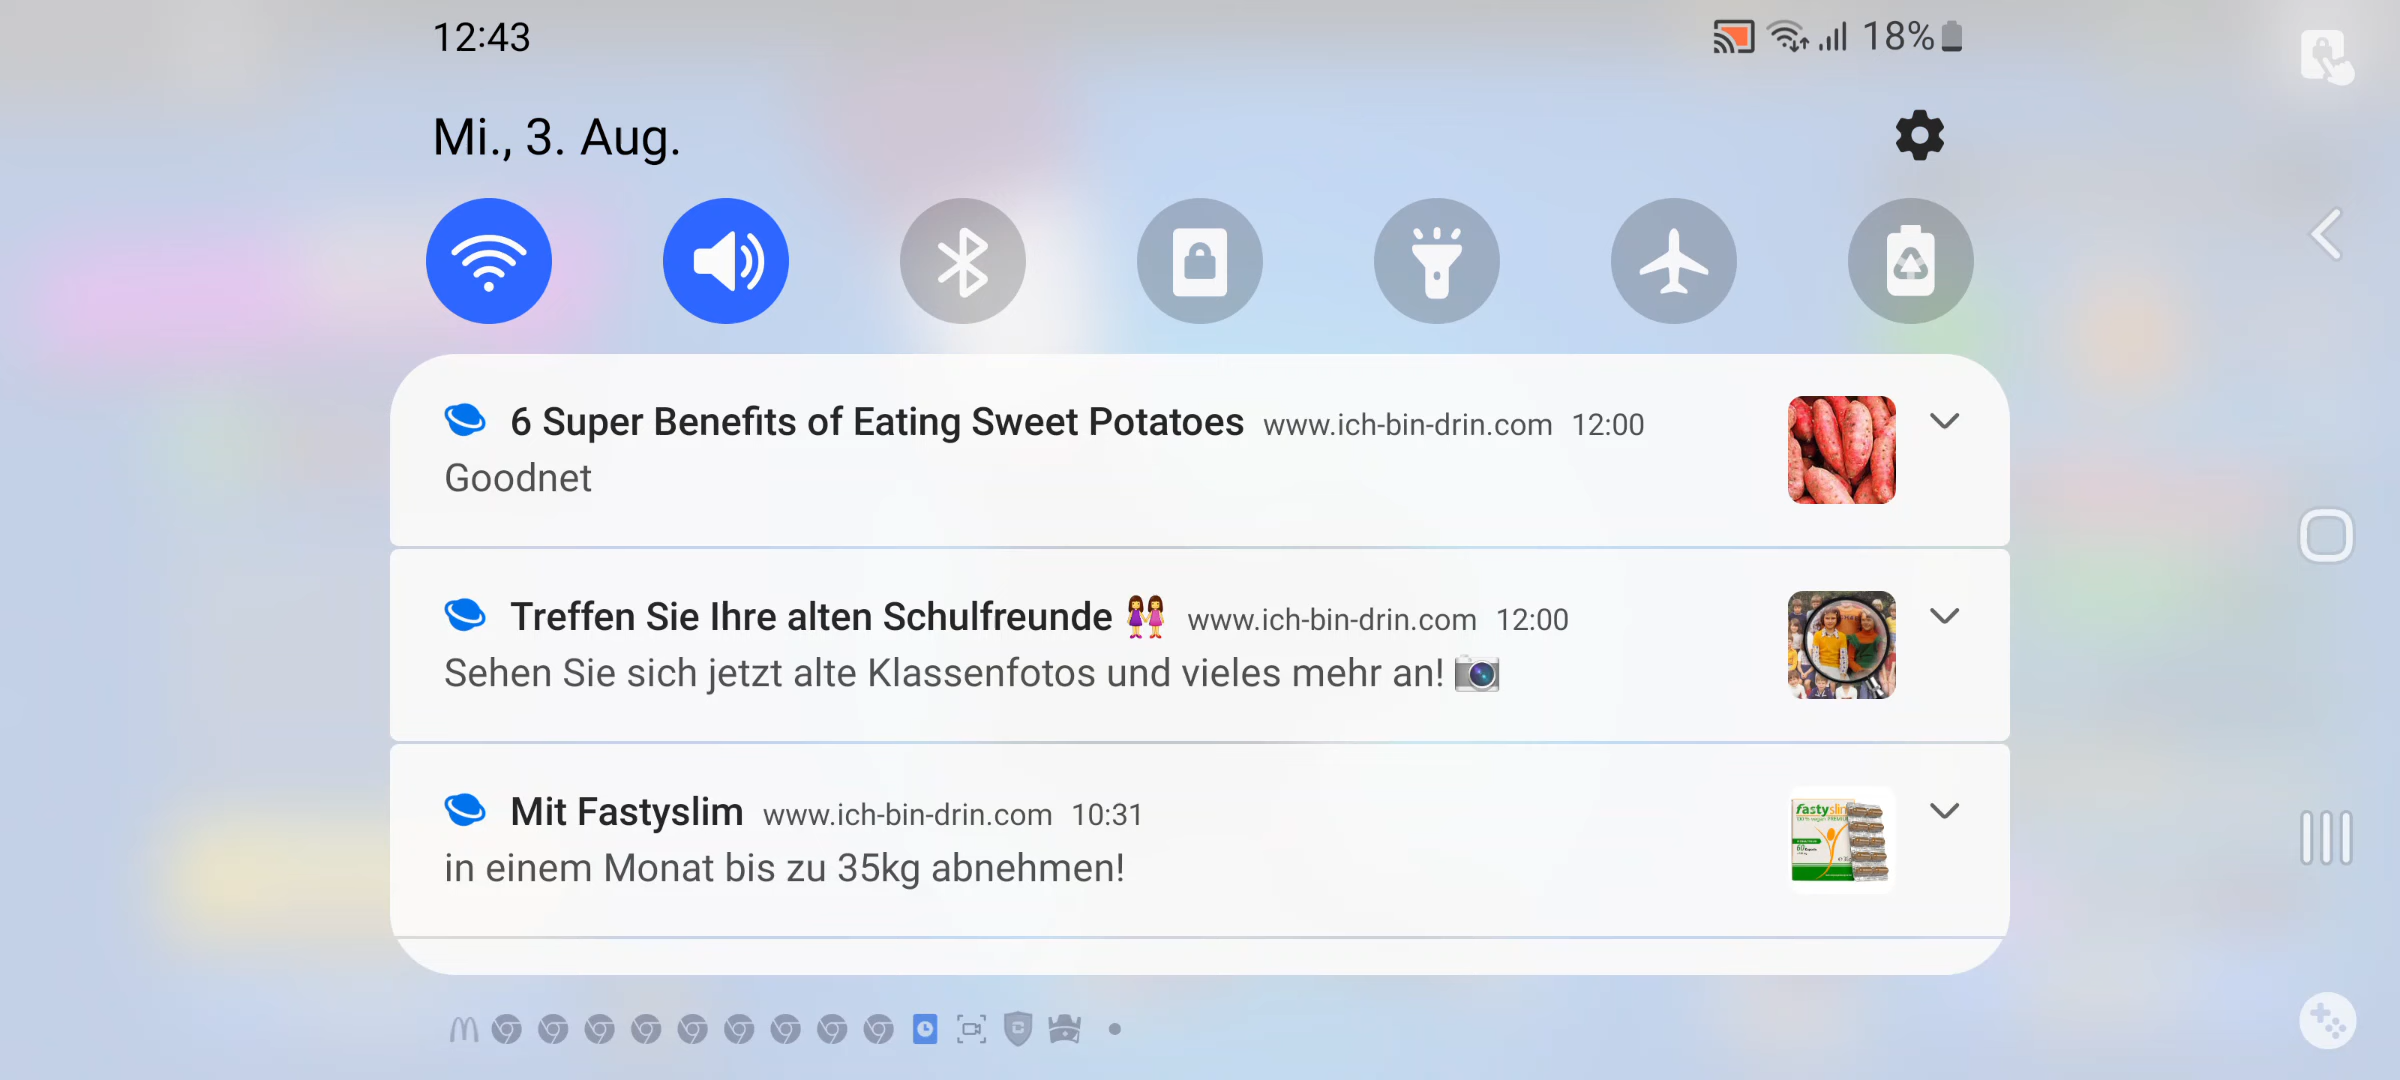 12:43
18%
Mi., 3. Aug.
6 Super Benefits of Eating Sweet Potatoes www.ich-bin-drin.com 12:00
Goodnet
Treffen Sie Ihre alten Schulfreunde 👭 www.ich-bin-drin.com 12:00
Sehen Sie sich jetzt alte Klassenfotos und vieles mehr an! 📷
Mit Fastyslim www.ich-bin-drin.com 10:31
in einem Monat bis zu 35kg abnehmen!
fastyslim